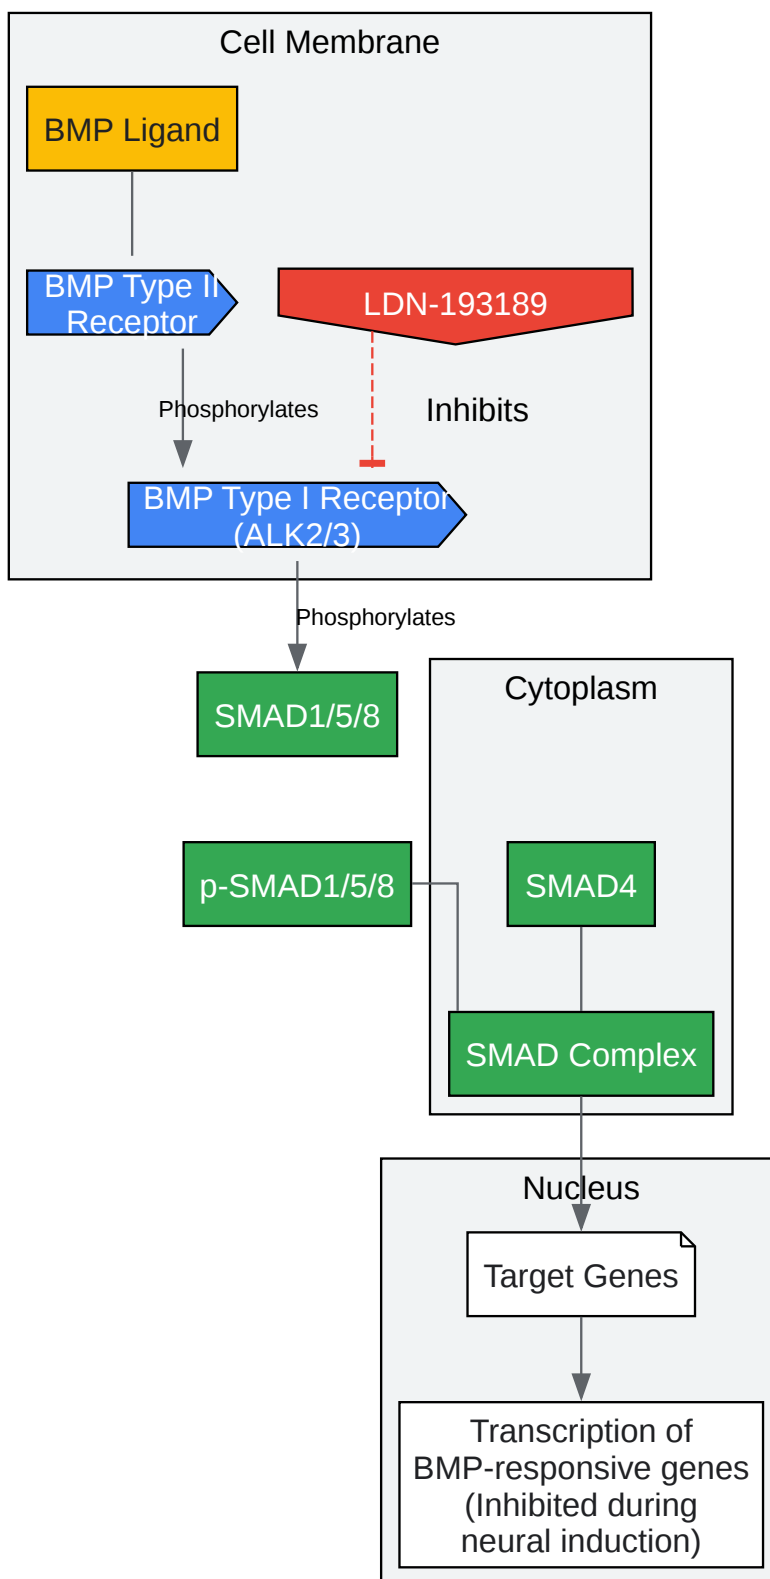 Cell Membrane
BMP Ligand
BMP Type II
Receptor
LDN-193189
Phosphorylates
Inhibits
BMP Type I Receptor
(ALK2/3)
Phosphorylates
SMAD1/5/8
Cytoplasm
p-SMAD1/5/8
SMAD4
SMAD Complex
Nucleus
Target Genes
Transcription of
BMP-responsive genes
(Inhibited during
neural induction)